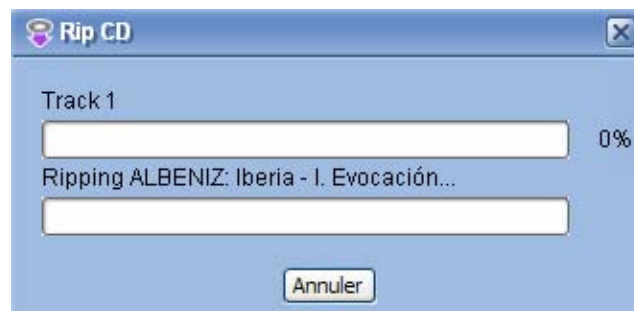 Rip CD
Track 1
0%
Ripping ALBENIZ: Iberia - I. Evocación...
Annuler